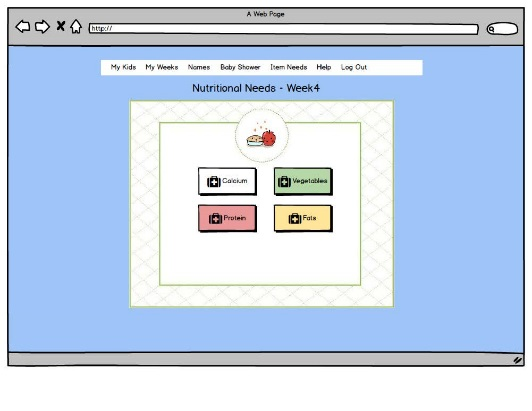 A Web Page
http://
My Kids My Weeks Names Baby Shower Item Needs Help Log Out
Nutritional Needs - Week4
Calcium Vegetables
Protein Fats